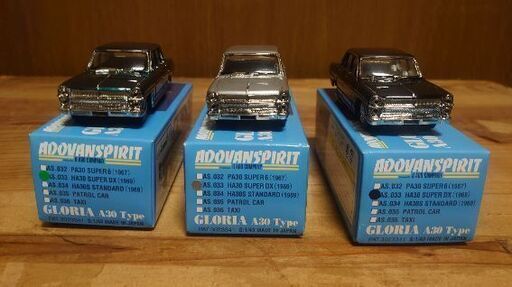 ADOVANSPIRIT
AS.032 PA30 SUPER 6 (1967)
AS.033 HA30 SUPER DX (1969)
AS.034 HA30S STANDARD (1969)
AS.035 PATROL CAR
AS.036 TAXI
GLORIA A30 Type
S:1/43 MADE IN JAPAN
ADOVANSPIRIT
AS.032 PA30 SUPER 6 (1967)
AS.033 HA30 SUPER DX (1969)
AS.034 HA30S STANDARD (1969)
AS.035 PATROL CAR
AS.036 TAXI
GLORIA A30 Type
S:1/43 MADE IN JAPAN
ADOVANSPIRIT
AS.032 PA30 SUPER 6 (1967)
AS.033 HA30 SUPER DX (1969)
AS.034 HA30S STANDARD (1969)
AS.035 PATROL CAR
AS.036 TAXI
GLORIA A30 Type
S:1/43 MADE IN JAPAN